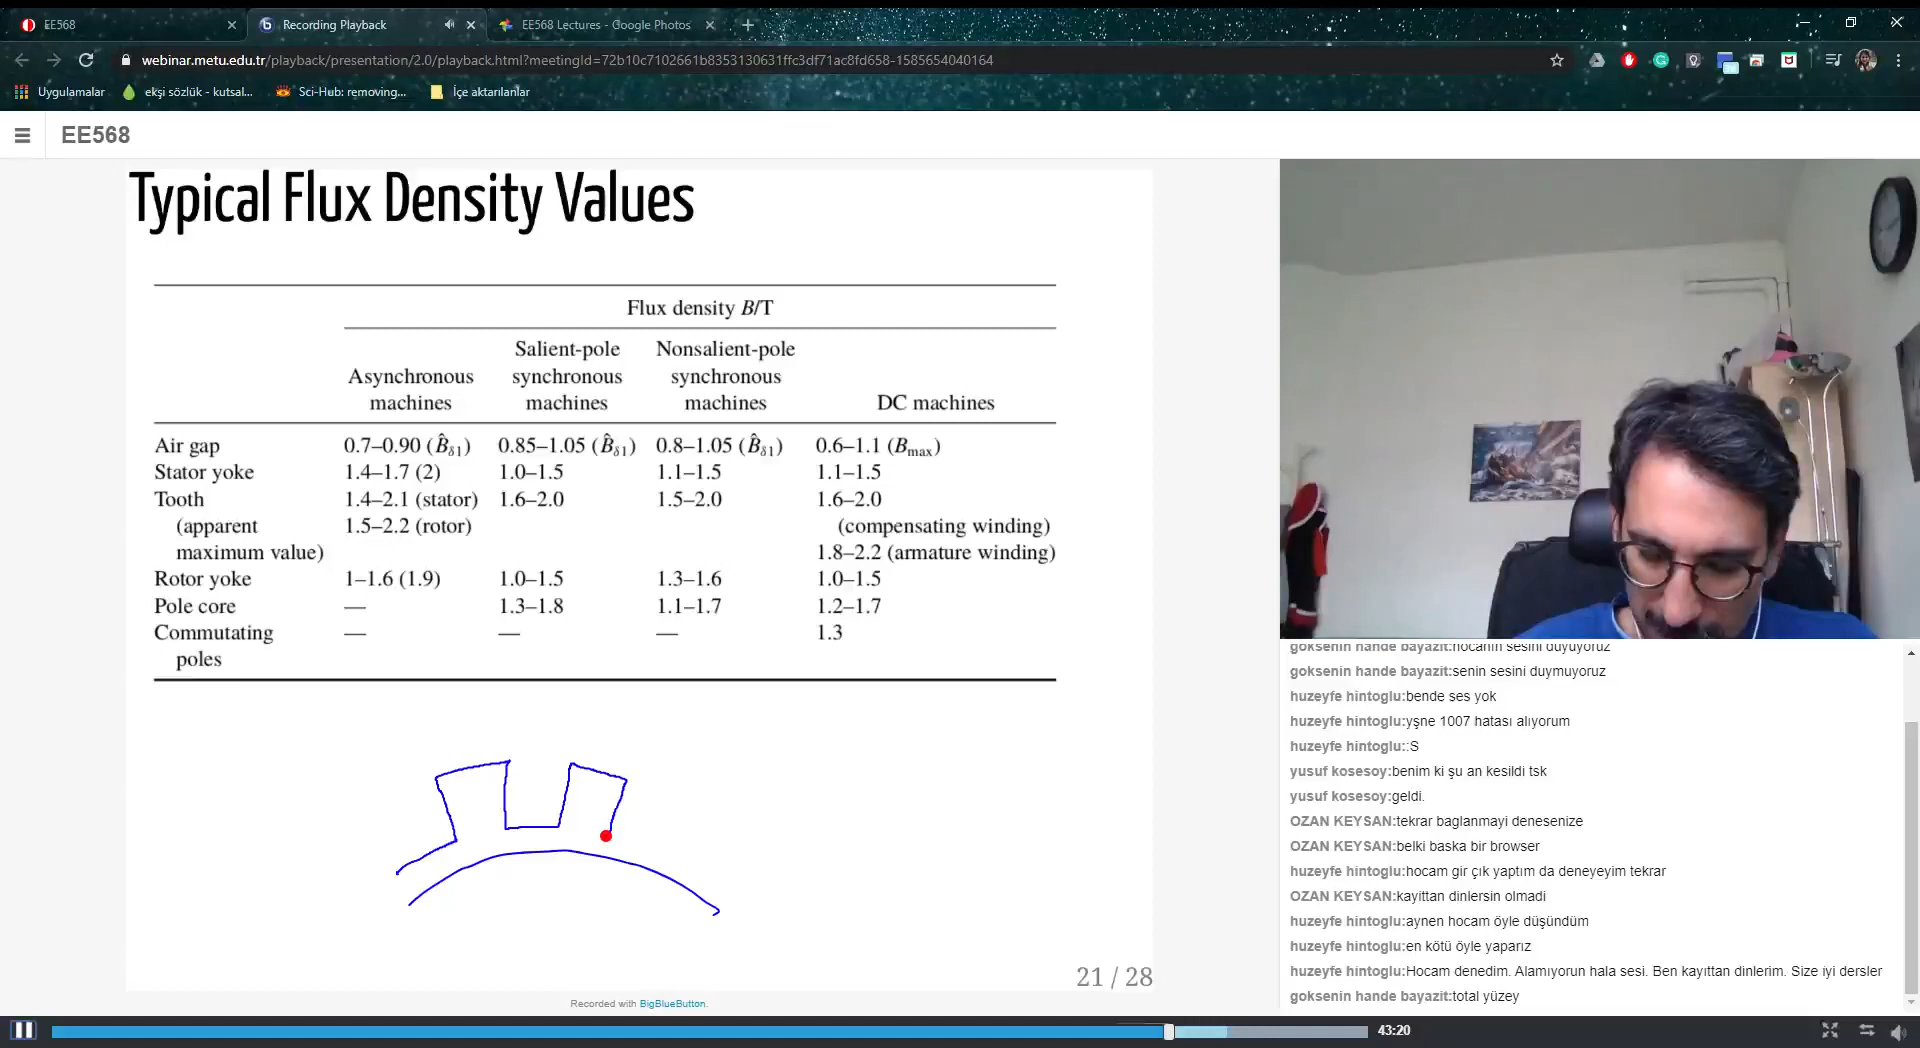 EE568
Recording Playback
EE568 Lectures - Google Photos
webinar.metu.edu.tr/playback/presentation/2.0/playback.html?meetingId=72b10c7102661b8353130631ffc3df71ac8fd658-1585654040164
Uygulamalar
ekşi sözlük - kutsal...
Sci-Hub: removing...
İçe aktarılanlar
EE568
Typical Flux Density Values
Flux density B/T
Asynchronous machines
Salient-pole synchronous machines
Nonsalient-pole synchronous machines
DC machines
Air gap 0.7–0.90 (B̂δ1) 0.85–1.05 (B̂δ1) 0.8–1.05 (B̂δ1) 0.6–1.1 (Bmax)
Stator yoke 1.4–1.7 (2) 1.0–1.5 1.1–1.5 1.1–1.5
Tooth 1.4–2.1 (stator) 1.6–2.0 1.5–2.0 1.6–2.0
(apparent 1.5–2.2 (rotor) (compensating winding)
maximum value) 1.8–2.2 (armature winding)
Rotor yoke 1–1.6 (1.9) 1.0–1.5 1.3–1.6 1.0–1.5
Pole core — 1.3–1.8 1.1–1.7 1.2–1.7
Commutating — — — 1.3
poles
21 / 28
Recorded with BigBlueButton.
goksenin hande bayazit:hocanın sesini duyuyoruz
goksenin hande bayazit:senin sesini duymuyoruz
huzeyfe hintoglu:bende ses yok
huzeyfe hintoglu:yşne 1007 hatası alıyorum
huzeyfe hintoglu::S
yusuf kosesoy:benim ki şu an kesildi tsk
yusuf kosesoy:geldi.
OZAN KEYSAN:tekrar baglanmayi denesenize
OZAN KEYSAN:belki baska bir browser
huzeyfe hintoglu:hocam gir çık yaptım da deneyeyim tekrar
OZAN KEYSAN:kayittan dinlersin olmadi
huzeyfe hintoglu:aynen hocam öyle düşündüm
huzeyfe hintoglu:en kötü öyle yaparız
huzeyfe hintoglu:Hocam denedim. Alamıyorun hala sesi. Ben kayıttan dinlerim. Size iyi dersler
goksenin hande bayazit:total yüzey
43:20